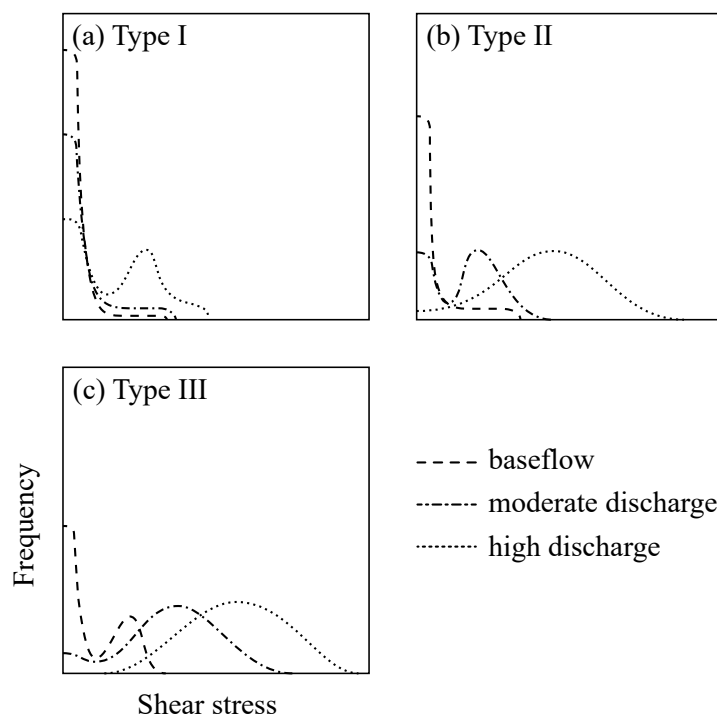 (a) Type I
(b) Type II
(c) Type III
baseflow
moderate discharge
high discharge
Frequency
Shear stress